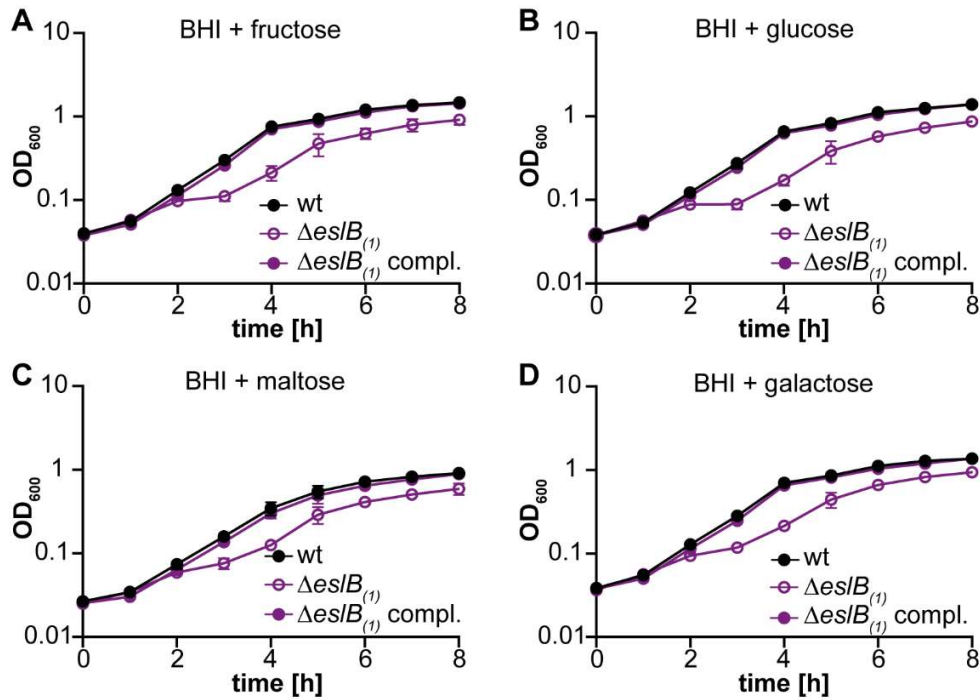 A
BHI + fructose
10
1
0.1
0.01
OD600
wt
ΔeslB(1)
ΔeslB(1) compl.
0 2 4 6 8
time [h]
B
BHI + glucose
10
1
0.1
0.01
OD600
wt
ΔeslB(1)
ΔeslB(1) compl.
0 2 4 6 8
time [h]
C
BHI + maltose
10
1
0.1
0.01
OD600
wt
ΔeslB(1)
ΔeslB(1) compl.
0 2 4 6 8
time [h]
D
BHI + galactose
10
1
0.1
0.01
OD600
wt
ΔeslB(1)
ΔeslB(1) compl.
0 2 4 6 8
time [h]